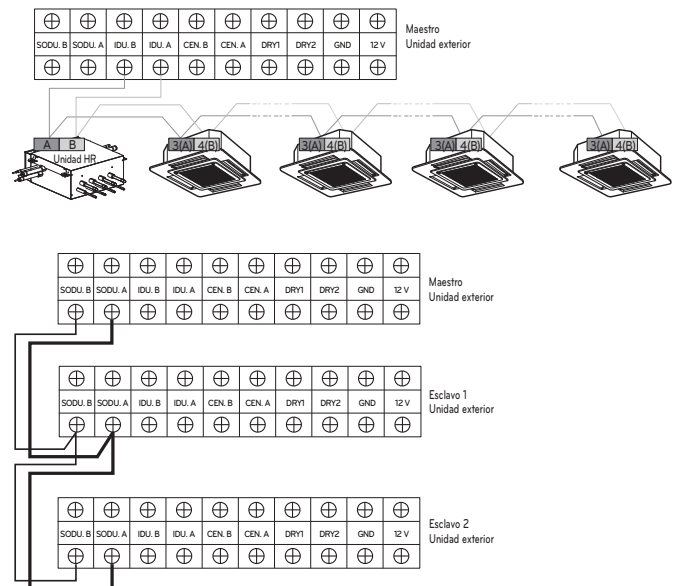 SODU. B SODU. A IDU. B IDU. A CEN. B CEN. A DRY1 DRY2 GND 12 V
Maestro
Unidad exterior
A B
Unidad HR
3(A) 4(B) 3(A) 4(B) 3(A) 4(B) 3(A) 4(B)
SODU. B SODU. A IDU. B IDU. A CEN. B CEN. A DRY1 DRY2 GND 12 V
Maestro
Unidad exterior
SODU. B SODU. A IDU. B IDU. A CEN. B CEN. A DRY1 DRY2 GND 12 V
Esclavo 1
Unidad exterior
SODU. B SODU. A IDU. B IDU. A CEN. B CEN. A DRY1 DRY2 GND 12 V
Esclavo 2
Unidad exterior